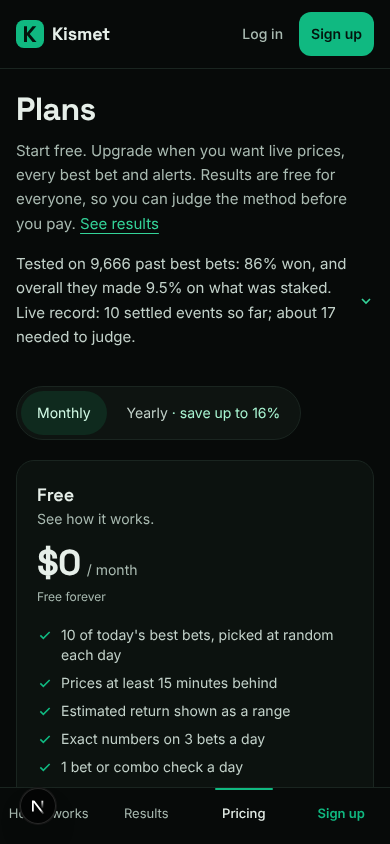 K Kismet
Log in
Sign up
Plans
Start free. Upgrade when you want live prices,
every best bet and alerts. Results are free for
everyone, so you can judge the method before
you pay. See results
Tested on 9,666 past best bets: 86% won, and
overall they made 9.5% on what was staked.
Live record: 10 settled events so far; about 17
needed to judge.
Monthly
Yearly · save up to 16%
Free
See how it works.
$0 / month
Free forever
10 of today's best bets, picked at random
each day
Prices at least 15 minutes behind
Estimated return shown as a range
Exact numbers on 3 bets a day
1 bet or combo check a day
N
works
Results
Pricing
Sign up